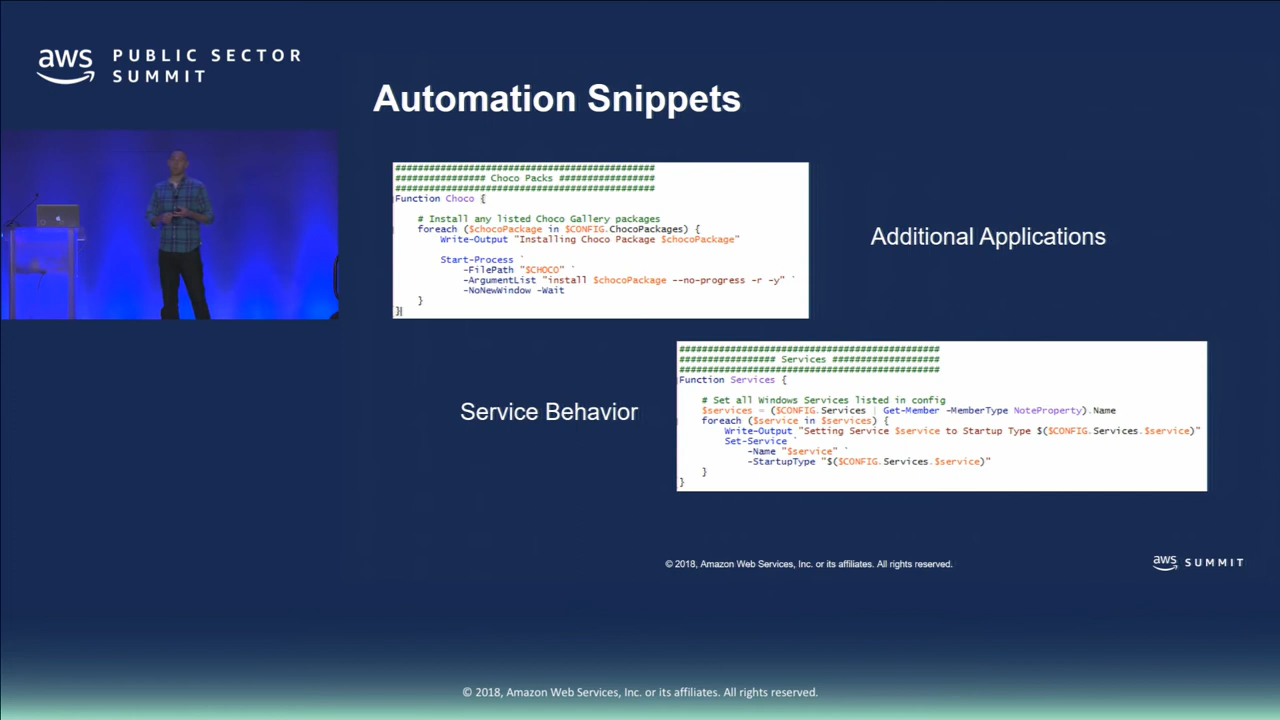 aws PUBLIC SECTOR
SUMMIT
Automation Snippets
##############################################
################ Choco Packs #################
##############################################
Function Choco {
# Install any listed Choco Gallery packages
foreach ($chocoPackage in $CONFIG.ChocoPackages) {
Write-Output "Installing Choco Package $chocoPackage"
Start-Process `
-FilePath "$CHOCO" `
-ArgumentList "install $chocoPackage --no-progress -r -y" `
-NoNewWindow -Wait
}
}
Additional Applications
Service Behavior
##############################################
################# Services ###################
##############################################
Function Services {
# Set all Windows Services listed in config
$services = ($CONFIG.Services | Get-Member -MemberType NoteProperty).Name
foreach ($service in $services) {
Write-Output "Setting Service $service to Startup Type $($CONFIG.Services.$service)"
Set-Service `
-Name "$service" `
-StartupType "$($CONFIG.Services.$service)"
}
}
© 2018, Amazon Web Services, Inc. or its affiliates. All rights reserved.
aws SUMMIT
© 2018, Amazon Web Services, Inc. or its affiliates. All rights reserved.